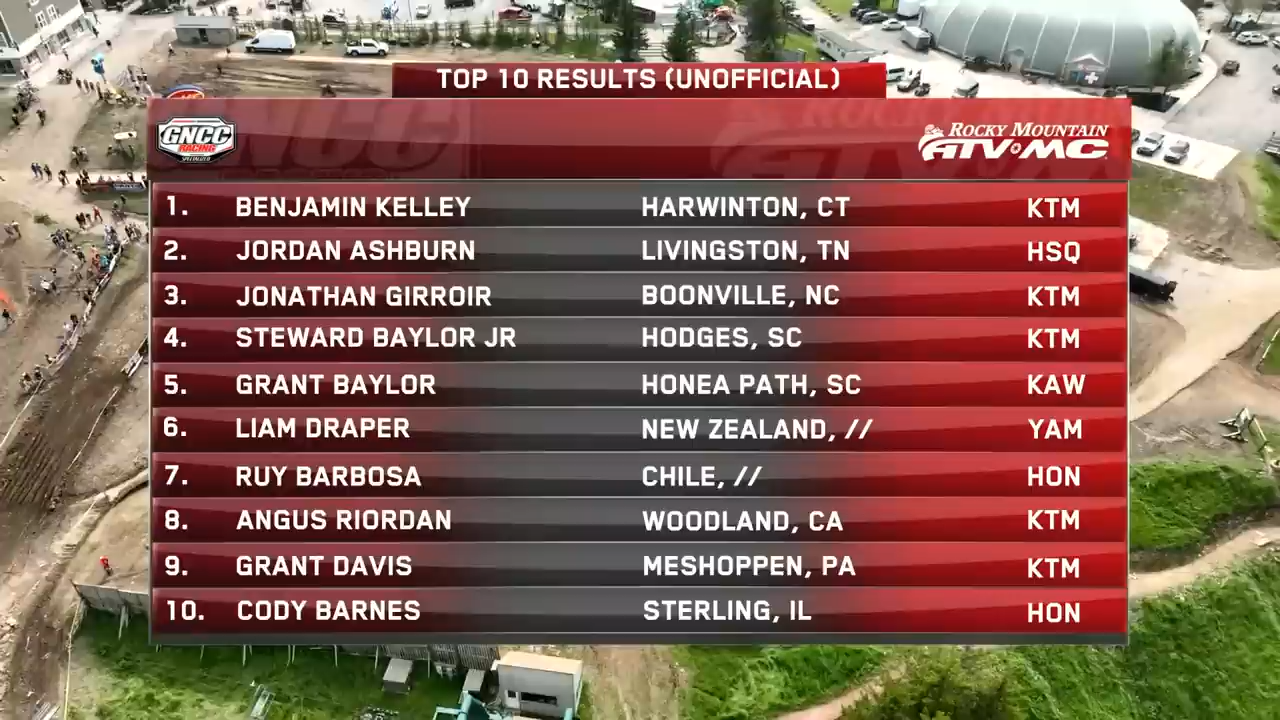 TOP 10 RESULTS (UNOFFICIAL)
GNCC
RACING
SPECIALIZED
ROCKY MOUNTAIN
ATV MC
1. BENJAMIN KELLEY HARWINTON, CT KTM
2. JORDAN ASHBURN LIVINGSTON, TN HSQ
3. JONATHAN GIRROIR BOONVILLE, NC KTM
4. STEWARD BAYLOR JR HODGES, SC KTM
5. GRANT BAYLOR HONEA PATH, SC KAW
6. LIAM DRAPER NEW ZEALAND, // YAM
7. RUY BARBOSA CHILE, // HON
8. ANGUS RIORDAN WOODLAND, CA KTM
9. GRANT DAVIS MESHOPPEN, PA KTM
10. CODY BARNES STERLING, IL HON